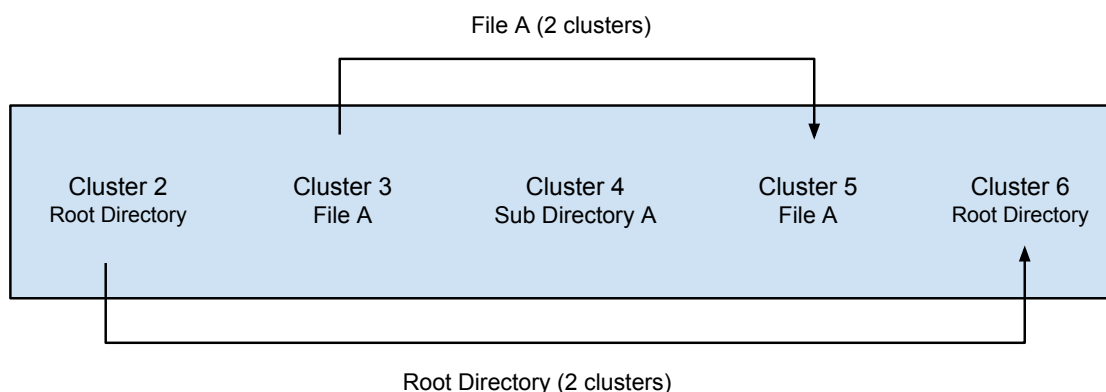 File A (2 clusters)
Cluster 2
Root Directory
Cluster 3
File A
Cluster 4
Sub Directory A
Cluster 5
File A
Cluster 6
Root Directory
Root Directory (2 clusters)